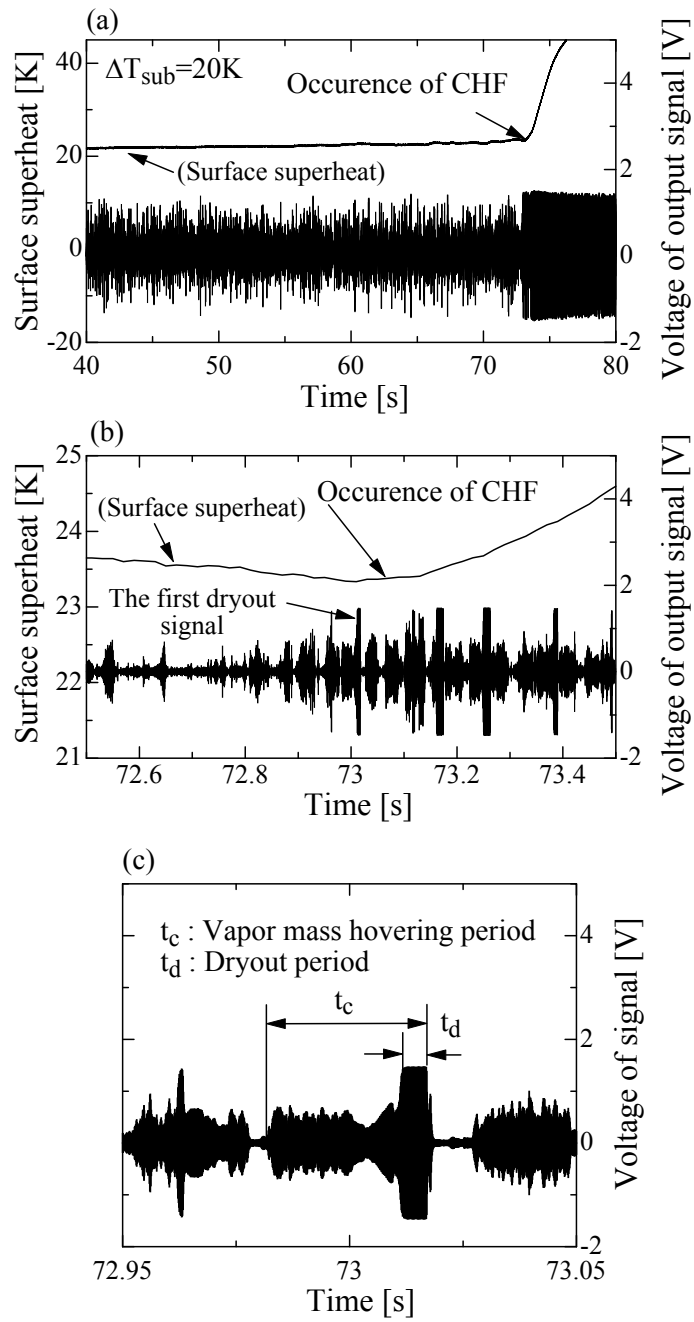 (a)
ΔTsub=20K
Occurence of CHF
(Surface superheat)
Surface superheat [K]
40
20
0
-20
4
2
0
-2
Voltage of output signal [V]
40 50 60 70 80
Time [s]
(b)
25
24
23
22
21
Surface superheat [K]
(Surface superheat)
Occurence of CHF
The first dryout
signal
4
2
0
-2
Voltage of output signal [V]
72.6 72.8 73 73.2 73.4
Time [s]
(c)
tc : Vapor mass hovering period
td : Dryout period
tc
td
4
2
0
-2
Voltage of signal [V]
72.95 73 73.05
Time [s]